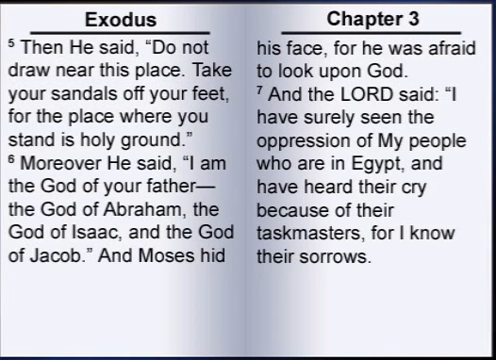 Exodus
⁵ Then He said, “Do not
draw near this place. Take
your sandals off your feet,
for the place where you
stand is holy ground.”
⁶ Moreover He said, “I am
the God of your father—
the God of Abraham, the
God of Isaac, and the God
of Jacob.” And Moses hid
Chapter 3
his face, for he was afraid
to look upon God.
⁷ And the LORD said: “I
have surely seen the
oppression of My people
who are in Egypt, and
have heard their cry
because of their
taskmasters, for I know
their sorrows.